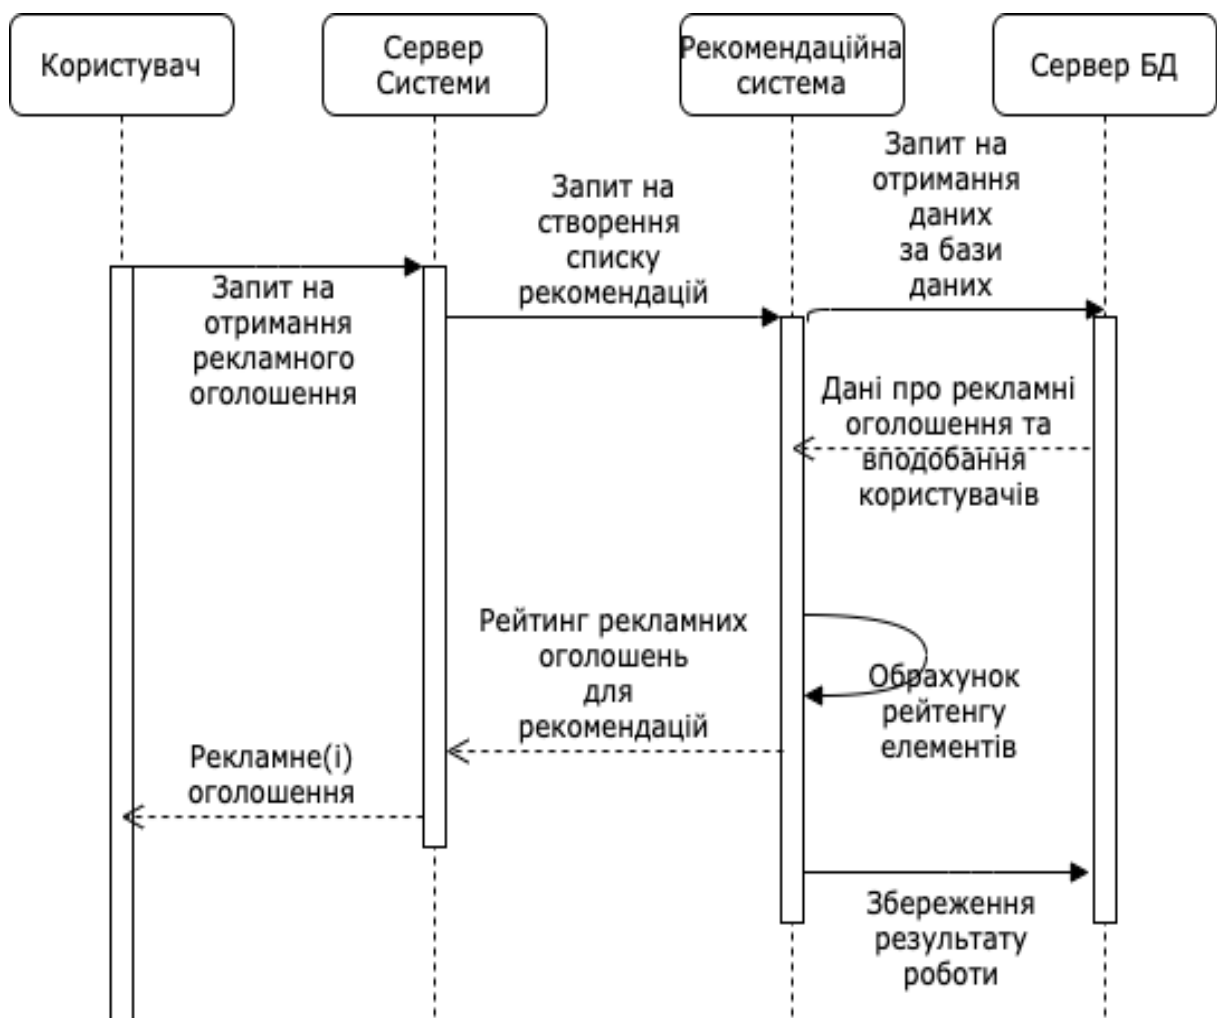 Користувач
Сервер
Системи
Рекомендаційна
система
Сервер БД
Запит на
отримання
даних
за бази
даних
Запит на
створення
списку
рекомендацій
Запит на
отримання
рекламного
оголошення
Дані про рекламні
оголошення та
вподобання
користувачів
Рейтинг рекламних
оголошень
для
рекомендацій
Обрахунок
рейтенгу
елементів
Рекламне(і)
оголошення
Збереження
результату
роботи